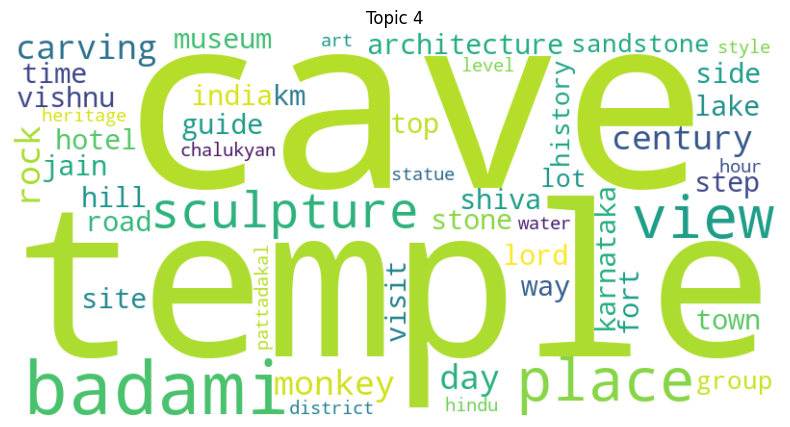 Topic 4
carving museum art architecture sandstone style
time level side
vishnu india km lake
heritage guide top history century
rock hotel chalukyan hour
jain statue lot step
cave
hill shiva
road sculpture stone water view
temple
lord karnataka
site pattadakal visit way fort town
badami monkey day place group
district hindu